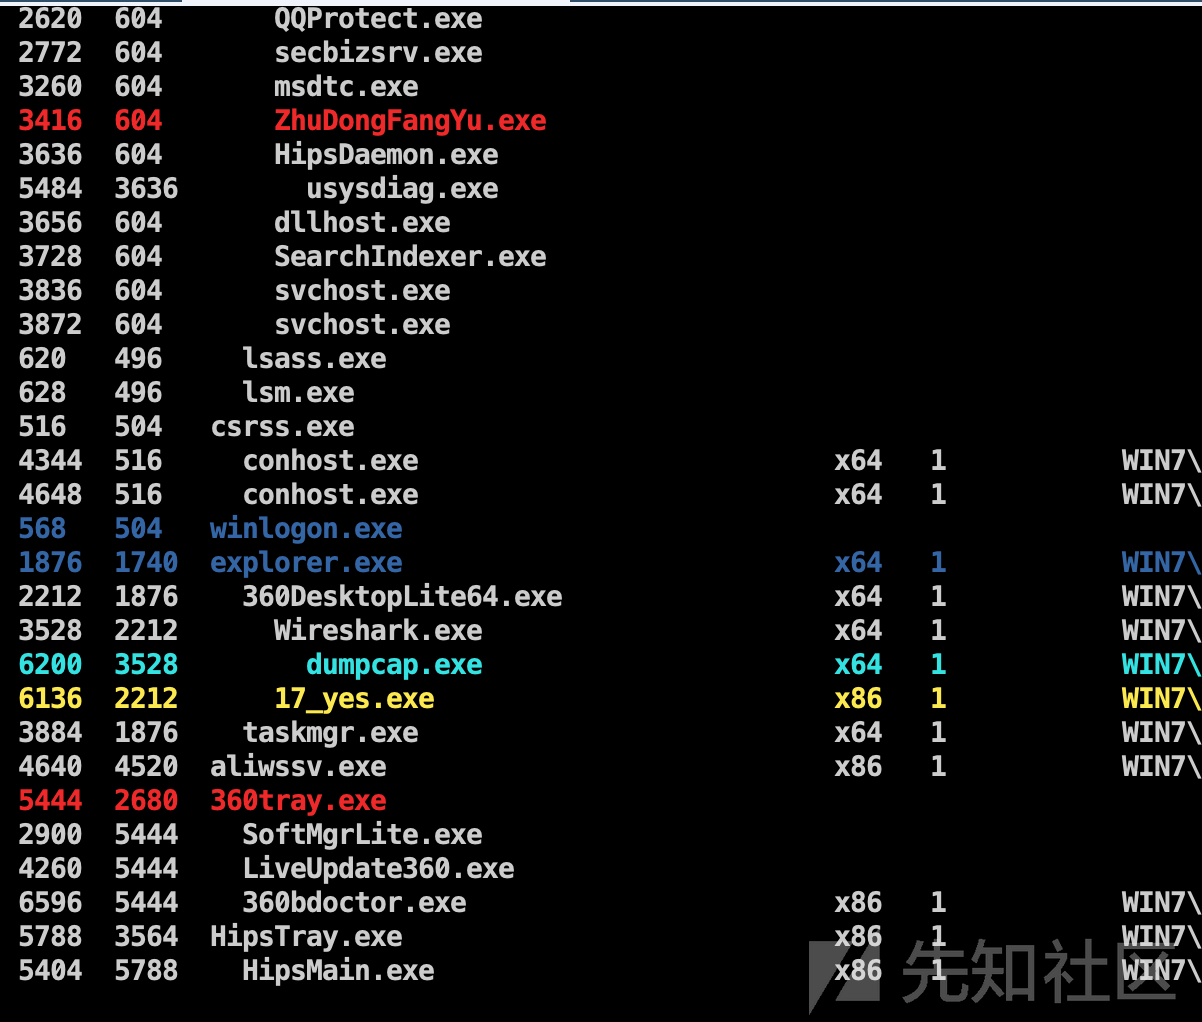 2620 604 QQProtect.exe
2772 604 secbizsrv.exe
3260 604 msdtc.exe
3416 604 ZhuDongFangYu.exe
3636 604 HipsDaemon.exe
5484 3636 usysdiag.exe
3656 604 dllhost.exe
3728 604 SearchIndexer.exe
3836 604 svchost.exe
3872 604 svchost.exe
620 496 lsass.exe
628 496 lsm.exe
516 504 csrss.exe
4344 516 conhost.exe x64 1 WIN7\
4648 516 conhost.exe x64 1 WIN7\
568 504 winlogon.exe
1876 1740 explorer.exe x64 1 WIN7\
2212 1876 360DesktopLite64.exe x64 1 WIN7\
3528 2212 Wireshark.exe x64 1 WIN7\
6200 3528 dumpcap.exe x64 1 WIN7\
6136 2212 17_yes.exe x86 1 WIN7\
3884 1876 taskmgr.exe x64 1 WIN7\
4640 4520 aliwssv.exe x86 1 WIN7\
5444 2680 360tray.exe
2900 5444 SoftMgrLite.exe
4260 5444 LiveUpdate360.exe
6596 5444 360bdoctor.exe x86 1 WIN7\
5788 3564 HipsTray.exe x86 1 WIN7\
5404 5788 HipsMain.exe x86 1 WIN7\
先知社区